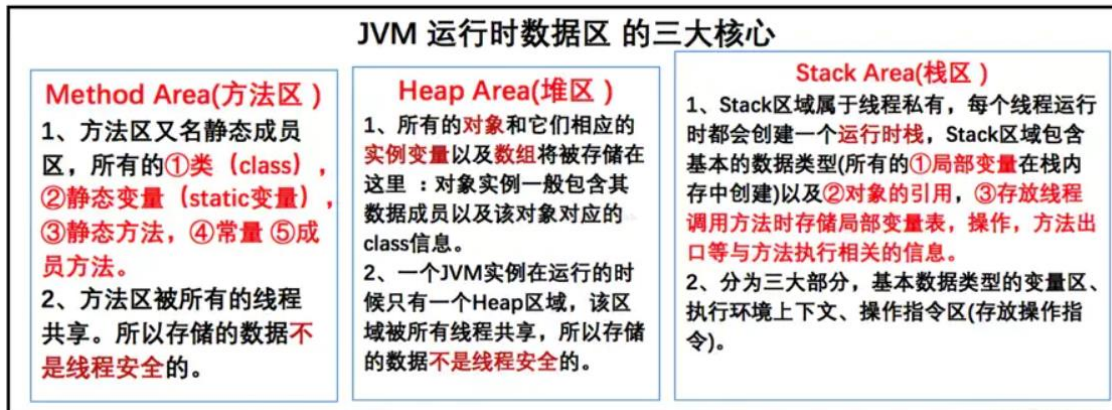 JVM 运行时数据区 的三大核心
Method Area(方法区 )
1、方法区又名静态成员
区，所有的①类（class），
②静态变量（static变量），
③静态方法，④常量 ⑤成
员方法。
2、方法区被所有的线程
共享。所以存储的数据不
是线程安全的。
Heap Area(堆区 )
1、所有的对象和它们相应的
实例变量以及数组将被存储在
这里 ：对象实例一般包含其
数据成员以及该对象对应的
class信息。
2、一个JVM实例在运行的时
候只有一个Heap区域，该区
域被所有线程共享，所以存储
的数据不是线程安全的。
Stack Area(栈区 )
1、Stack区域属于线程私有，每个线程运行
时都会创建一个运行时栈，Stack区域包含
基本的数据类型(所有的①局部变量在栈内
存中创建)以及②对象的引用，③存放线程
调用方法时存储局部变量表，操作，方法出
口等与方法执行相关的信息。
2、分为三大部分，基本数据类型的变量区、
执行环境上下文、操作指令区(存放操作指
令)。